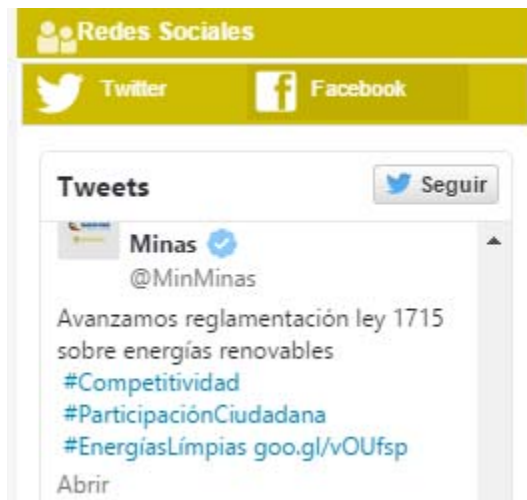 Redes Sociales
Twitter
Facebook
Tweets
Seguir
Minas
@MinMinas
Avanzamos reglamentación ley 1715
sobre energías renovables
#Competitividad
#ParticipaciónCiudadana
#EnergíasLímpias goo.gl/vOUfsp
Abrir